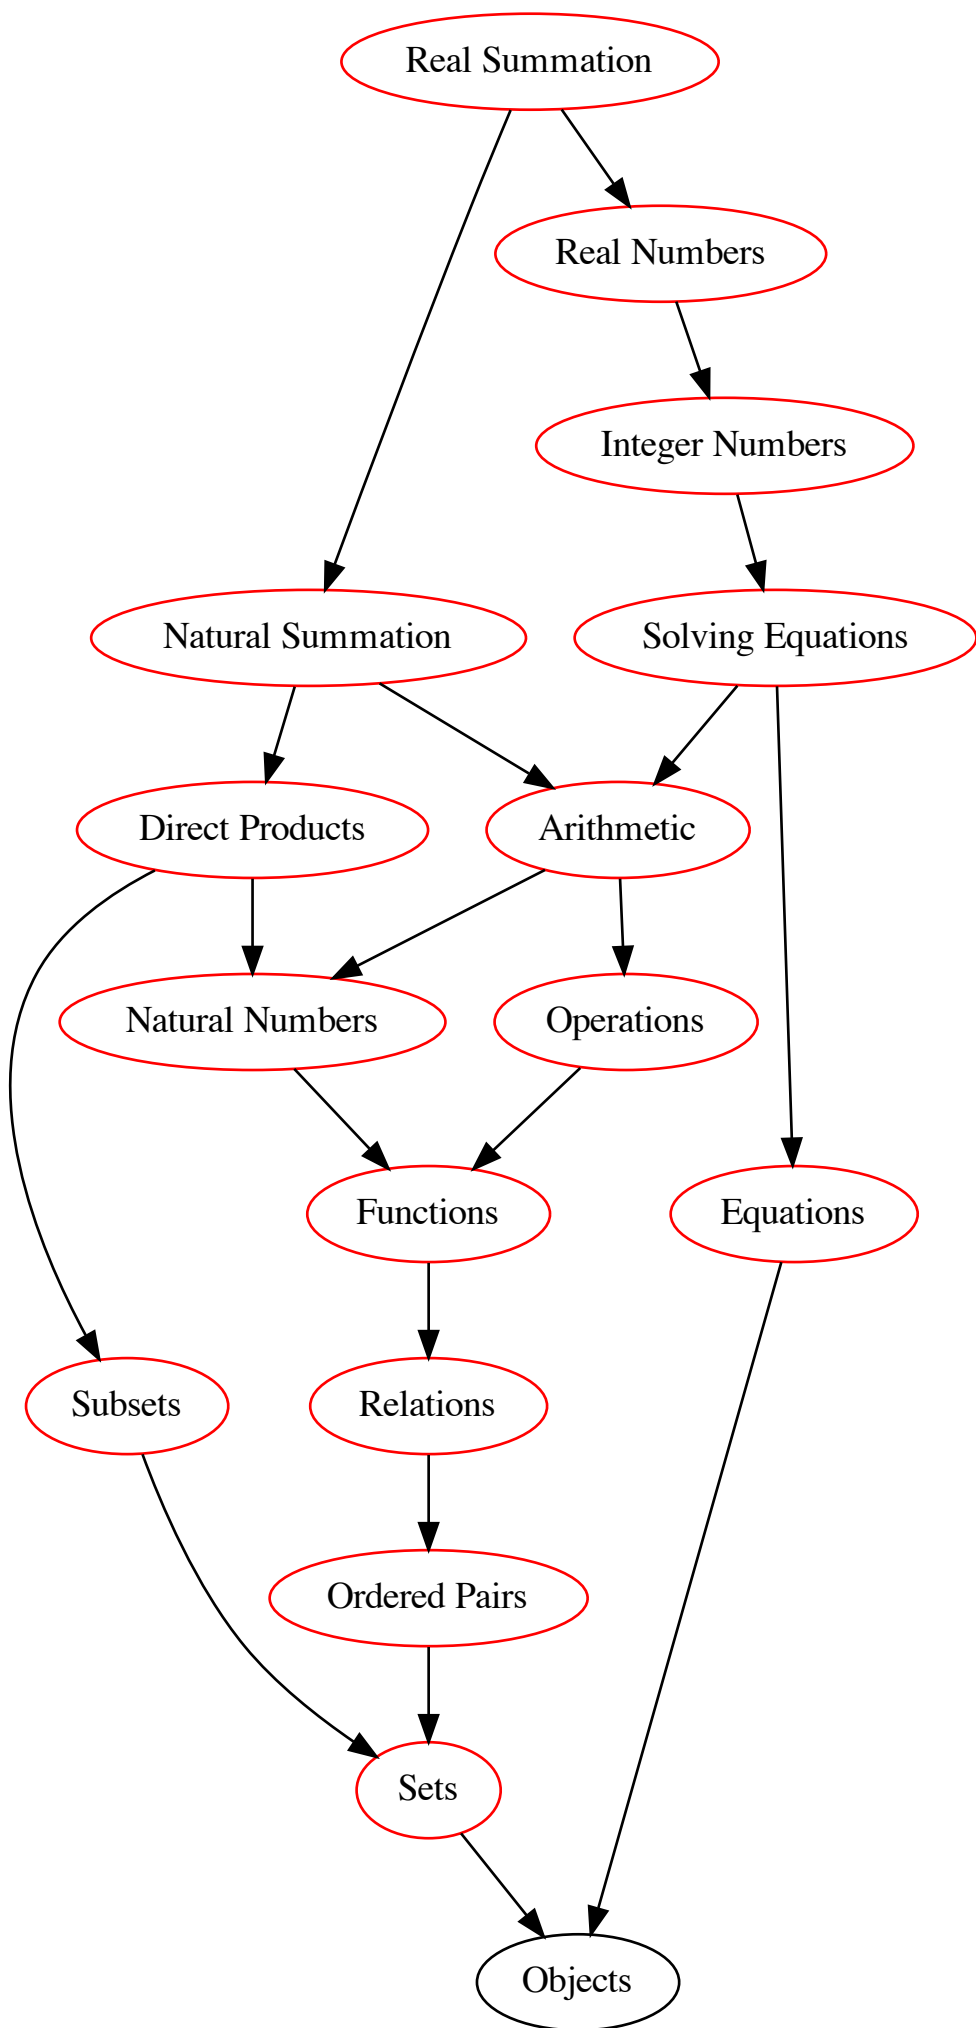 Real Summation
Real Numbers
Integer Numbers
Natural Summation
Solving Equations
Direct Products
Arithmetic
Natural Numbers
Operations
Functions
Equations
Subsets
Relations
Ordered Pairs
Sets
Objects